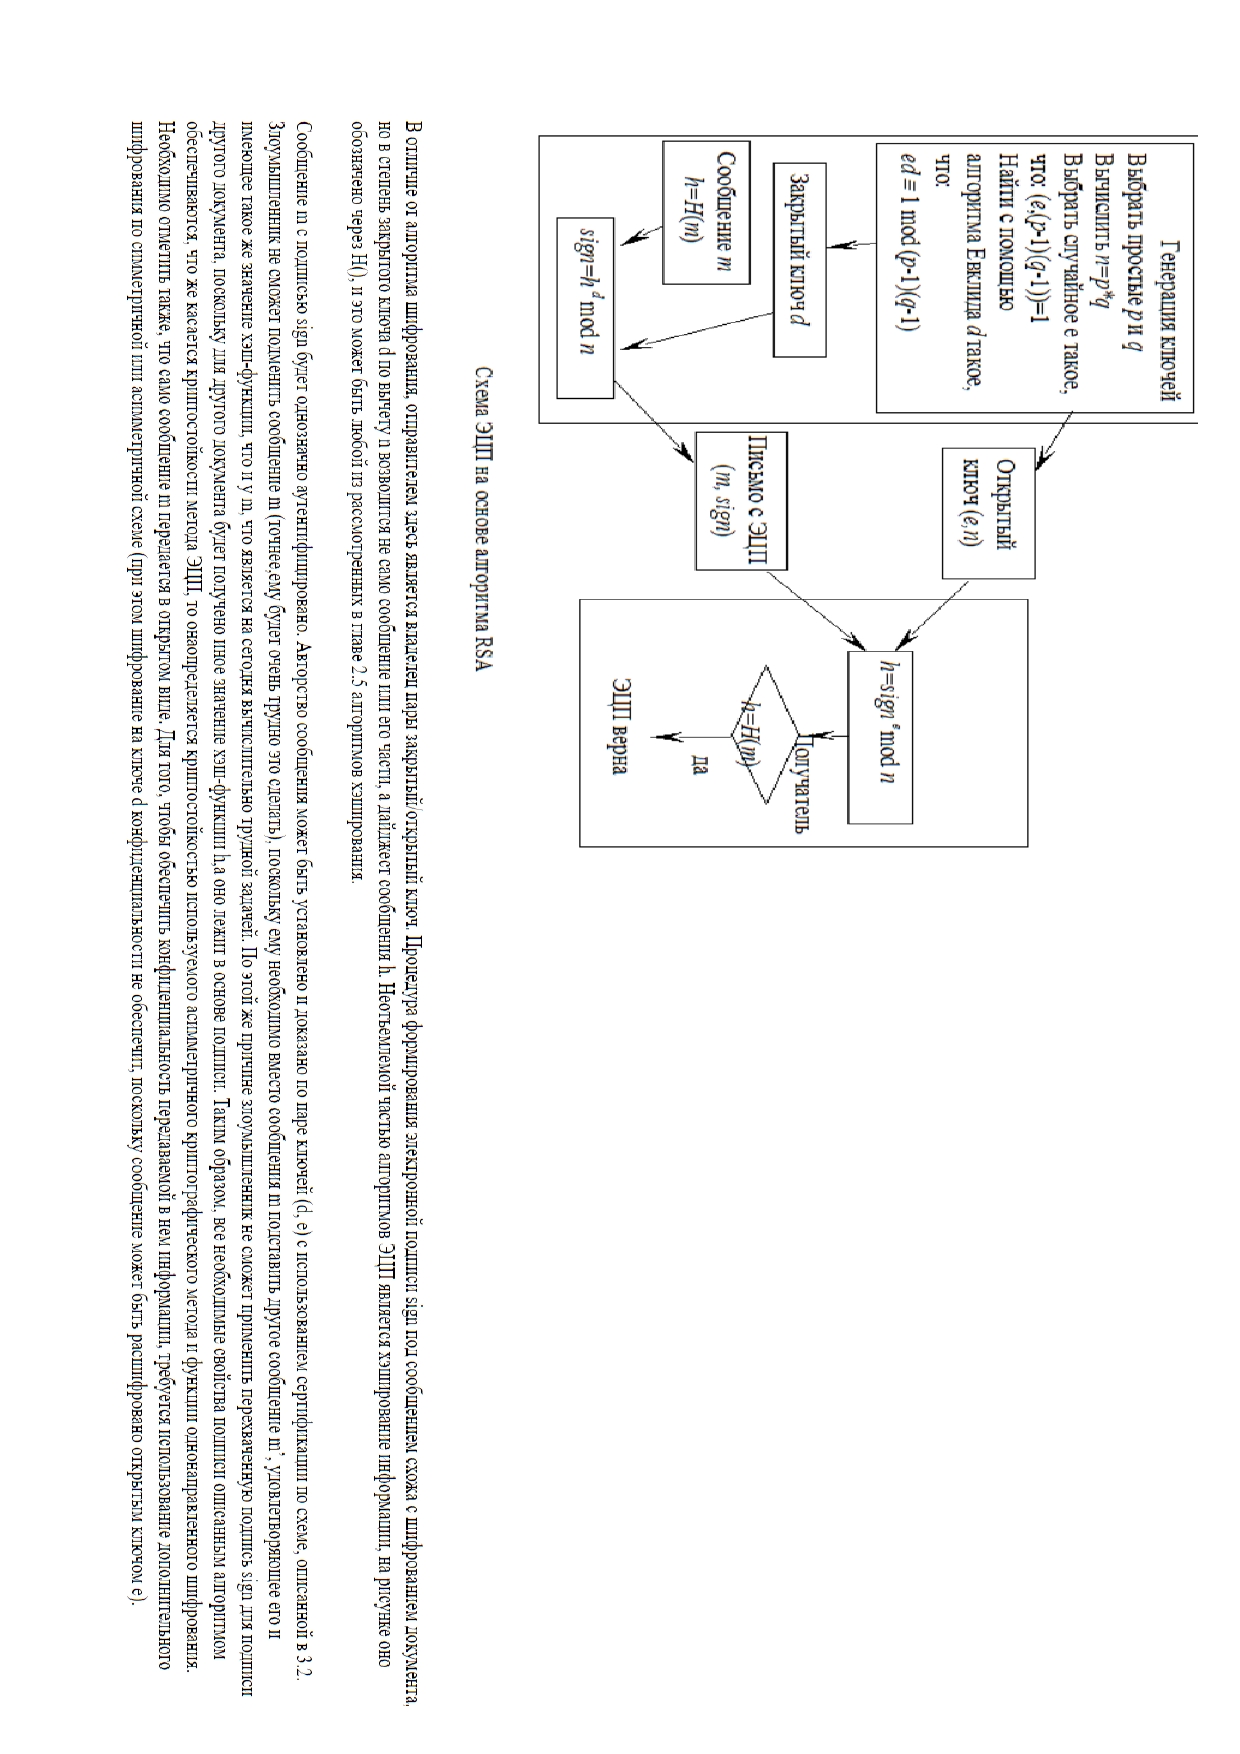 Генерация ключей
Выбрать простые p и q
Вычислить n=p*q
Выбрать случайное e такое,
что: (e,(p-1)(q-1))=1
Найти с помощью
алгоритма Евклида d такое,
что:
ed = 1 mod (p-1)(q-1)
Закрытый ключ d
Сообщение m
h=H(m)
sign=h^d mod n
Открытый
ключ (e,n)
Письмо с ЭЦП
(m, sign)
h=sign^e mod n
Получатель
h=H(m)
да
ЭЦП верна
Схема ЭЦП на основе алгоритма RSA
В отличие от алгоритма шифрования, отправителем здесь является владелец пары закрытый/открытый ключ. Процедура формирования электронной подписи sign под сообщением схожа с шифрованием документа,
но в степень закрытого ключа d по вычету n возводится не само сообщение или его части, а дайджест сообщения h. Неотъемлемой частью алгоритмов ЭЦП является хэширование информации, на рисунке оно
обозначено через H(), и это может быть любой из рассмотренных в главе 2.5 алгоритмов хэширования.
Сообщение m с подписью sign будет однозначно аутентифицировано. Авторство сообщения может быть установлено и доказано по паре ключей (d, e) с использованием сертификации по схеме, описанной в 3.2.
Злоумышленник не сможет подменить сообщение m (точнее,ему будет очень трудно это сделать), поскольку ему необходимо вместо сообщения m подставить другое сообщение m’, удовлетворяющее его и
имеющее такое же значение хэш-функции, что и у m, что является на сегодня вычислительно трудной задачей. По этой же причине злоумышленник не сможет применить перехваченную подпись sign для подписи
другого документа, поскольку для другого документа будет получено иное значение хэш-функции h,а оно лежит в основе подписи. Таким образом, все необходимые свойства подписи описанным алгоритмом
обеспечиваются, что же касается криптостойкости метода ЭЦП, то онаопределяется криптостойкостью используемого асимметричного криптографического метода и функции однонаправленного шифрования.
Необходимо отметить также, что само сообщение m передается в открытом виде. Для того, чтобы обеспечить конфиденциальность передаваемой в нем информации, требуется использование дополнительного
шифрования по симметричной или асимметричной схеме (при этом шифрование на ключе d конфиденциальности не обеспечит, поскольку сообщение может быть расшифровано открытым ключом e).